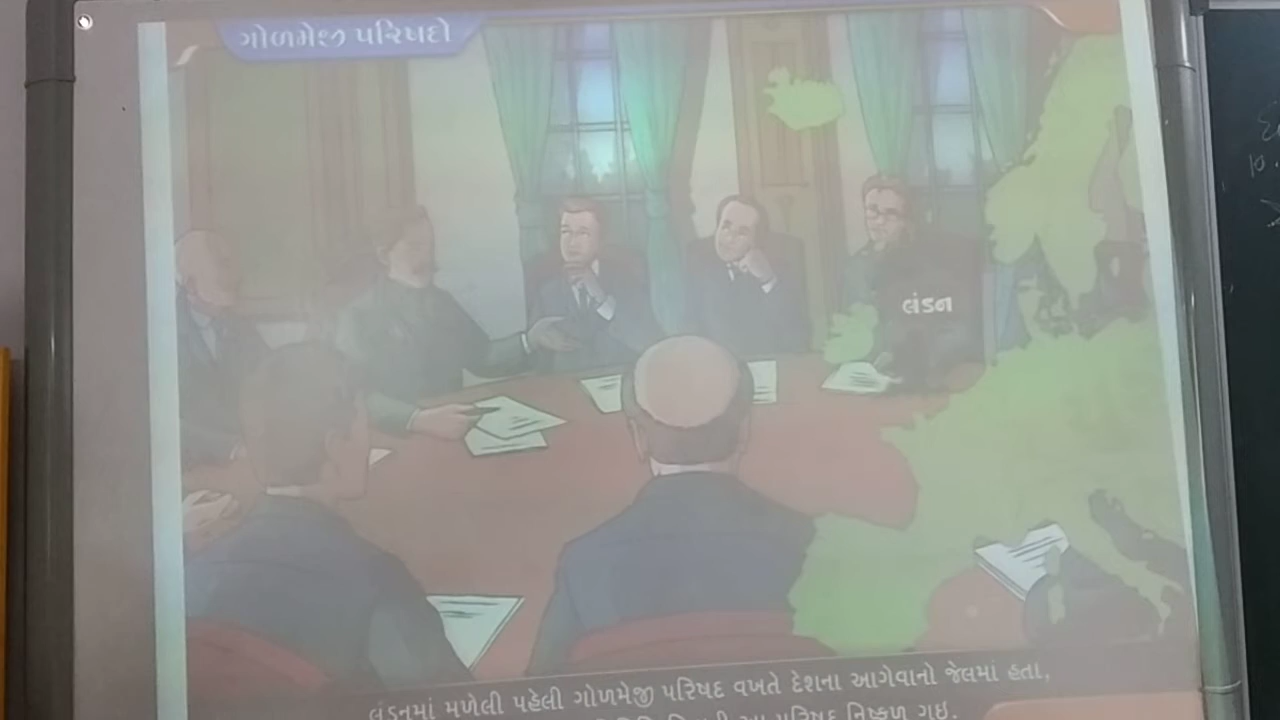 ગોળમેજી પરિષદો
લંડન
લંડનમાં મળેલી પહેલી ગોળમેજી પરિષદ વખતે દેશના આગેવાનો જેલમાં હતા,
આ પરિષદ નિષ્ફળ ગઇ.